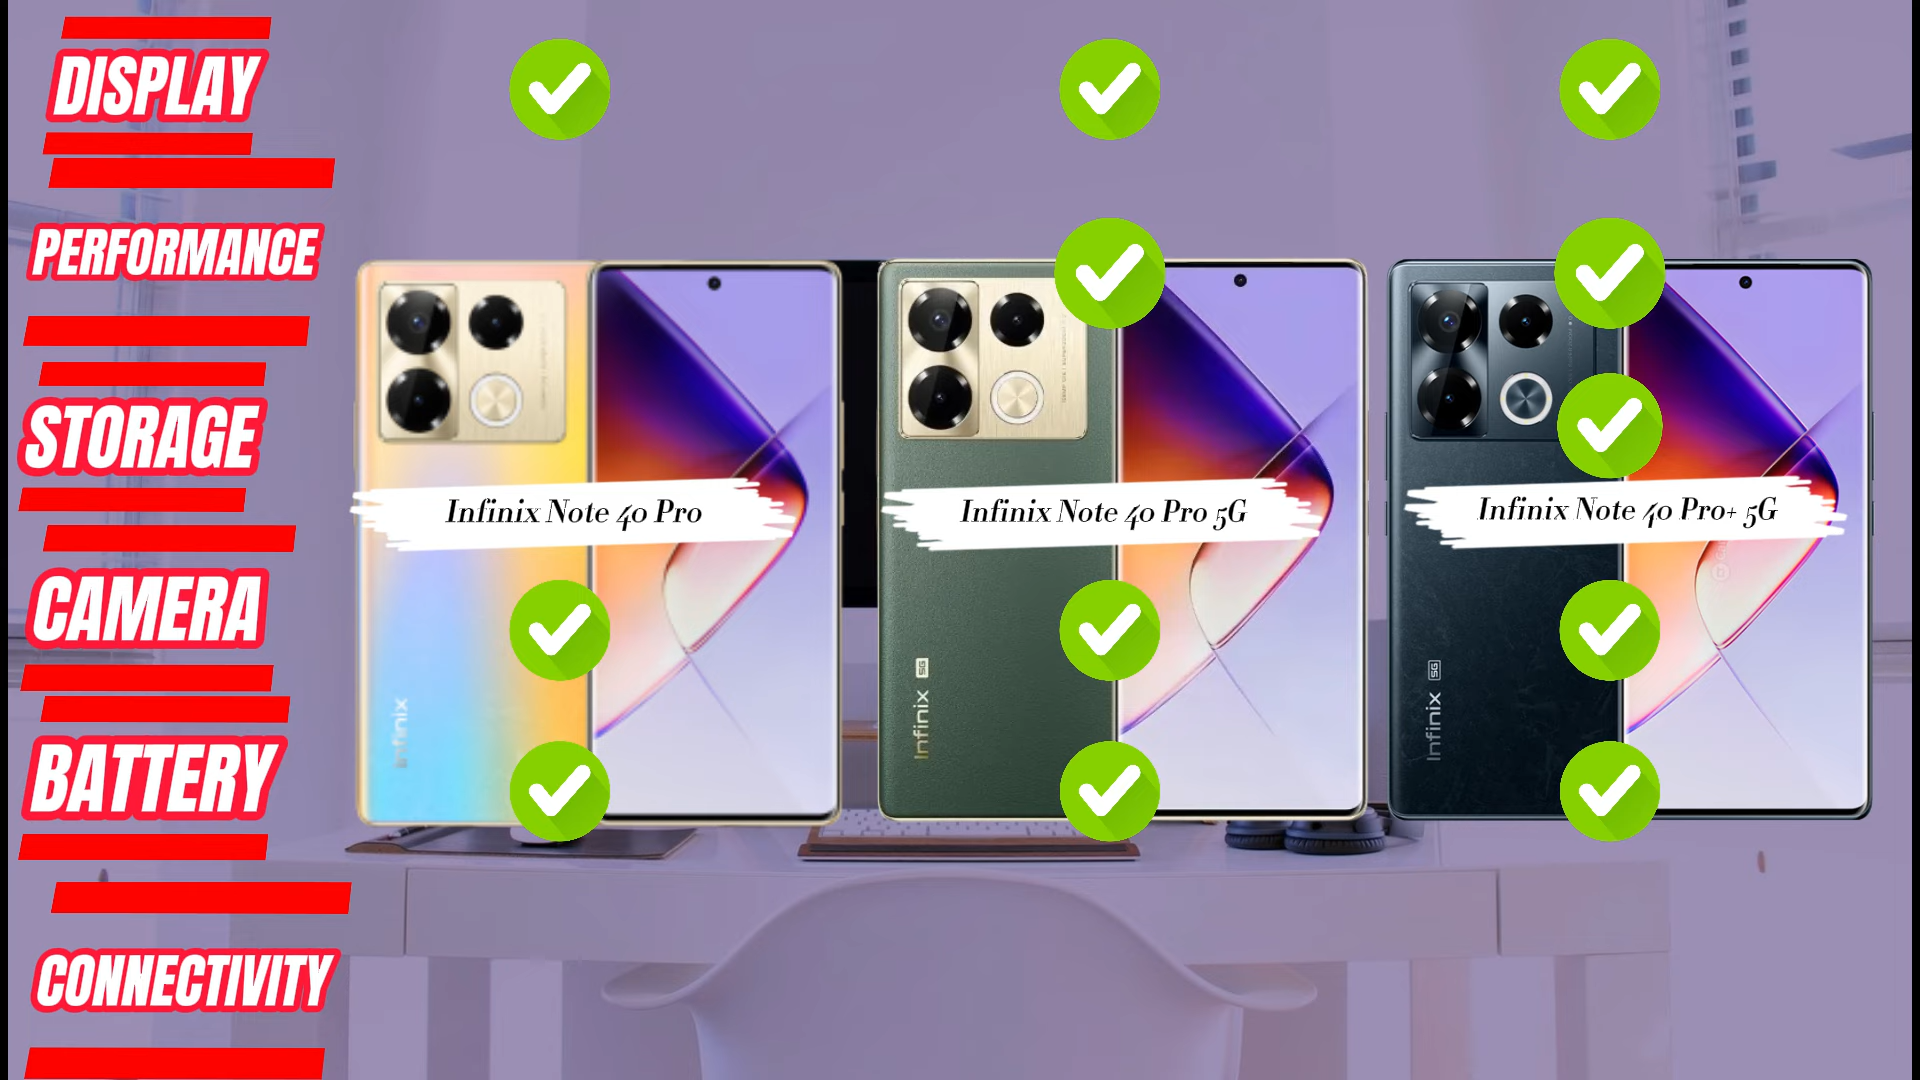 DISPLAY
PERFORMANCE
STORAGE
CAMERA
BATTERY
CONNECTIVITY
Infinix Note 40 Pro
Infinix Note 40 Pro 5G
Infinix Note 40 Pro+ 5G
Infinix
Infinix 5G
Infinix 5G